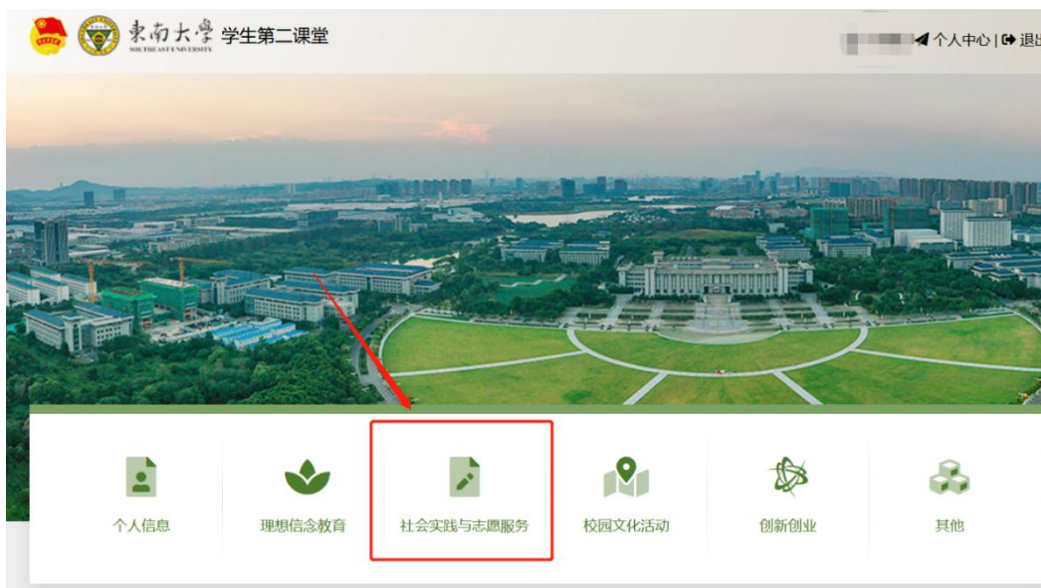 東南大學 学生第二课堂
SOUTHEAST UNIVERSITY
个人中心 | 退出
个人信息
理想信念教育
社会实践与志愿服务
校园文化活动
创新创业
其他